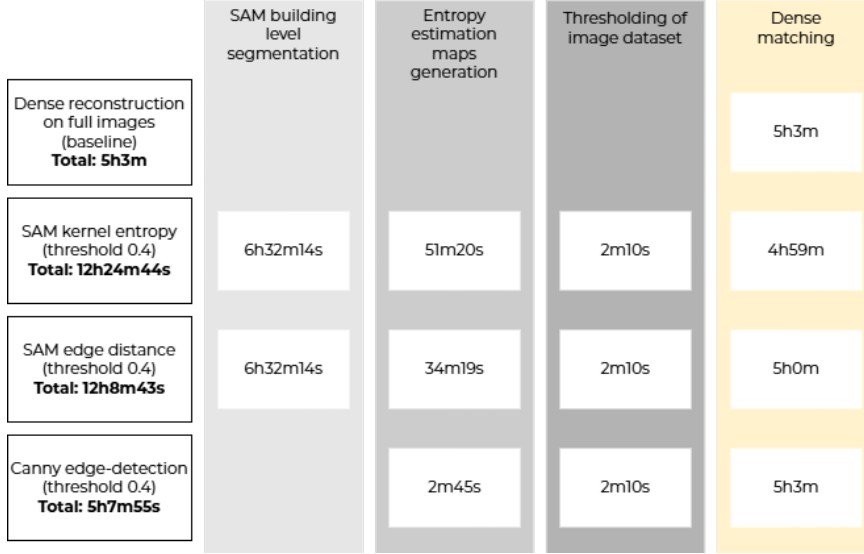 SAM building
level
segmentation
Entropy
estimation
maps
generation
Thresholding of
image dataset
Dense
matching
Dense reconstruction
on full images
(baseline)
Total: 5h3m
5h3m
SAM kernel entropy
(threshold 0.4)
Total: 12h24m44s
6h32m14s
51m20s
2m10s
4h59m
SAM edge distance
(threshold 0.4)
Total: 12h8m43s
6h32m14s
34m19s
2m10s
5h0m
Canny edge-detection
(threshold 0.4)
Total: 5h7m55s
2m45s
2m10s
5h3m